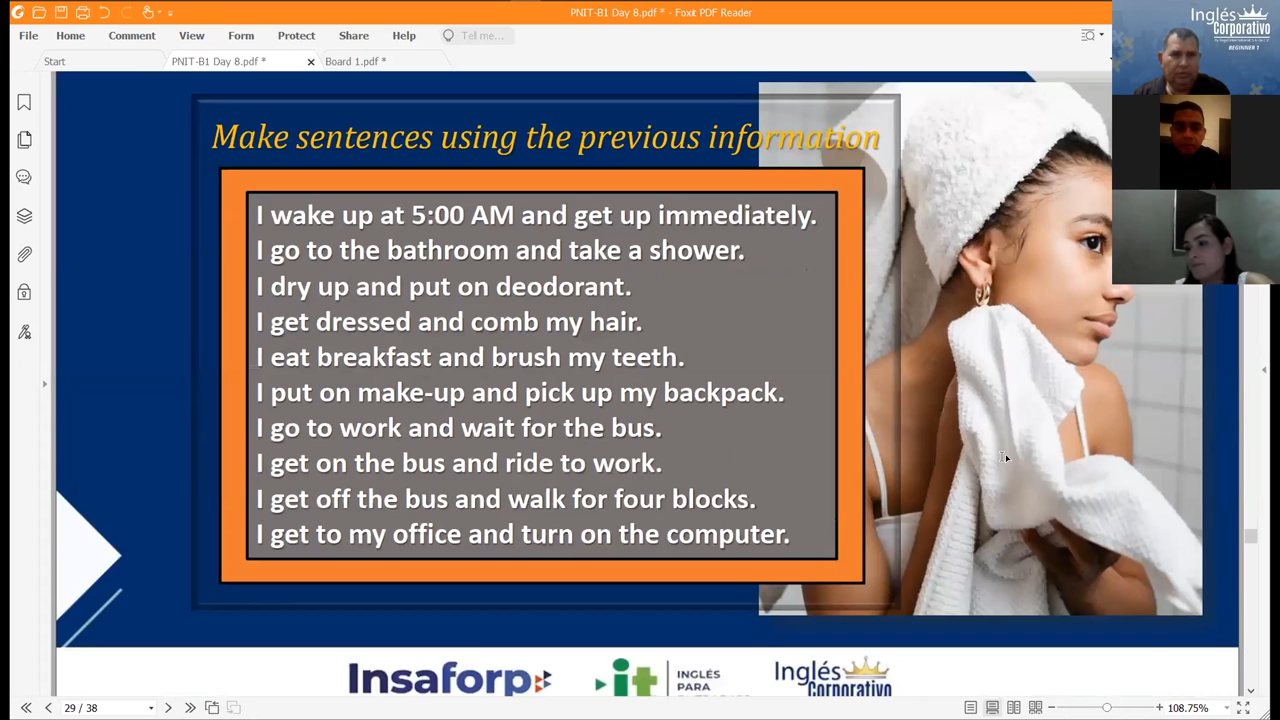 PNIT-B1 Day 8.pdf * - Foxit PDF Reader
File Home Comment View Form Protect Share Help Tell me...
Start PNIT-B1 Day 8.pdf * Board 1.pdf *
Inglés
Corporativo
BEGINNER 1
Make sentences using the previous information
I wake up at 5:00 AM and get up immediately.
I go to the bathroom and take a shower.
I dry up and put on deodorant.
I get dressed and comb my hair.
I eat breakfast and brush my teeth.
I put on make-up and pick up my backpack.
I go to work and wait for the bus.
I get on the bus and ride to work.
I get off the bus and walk for four blocks.
I get to my office and turn on the computer.
Insaforp
it
INGLÉS
PARA
Inglés
Corporativo
29 / 38
108.75%